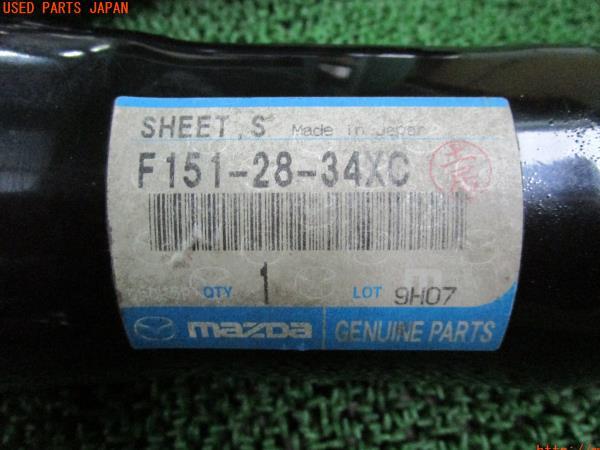 USED PARTS JAPAN
SHEET, S Made in Japan
F151-28-34XC
QTY 1 LOT 9H07
mazDa GENUINE PARTS